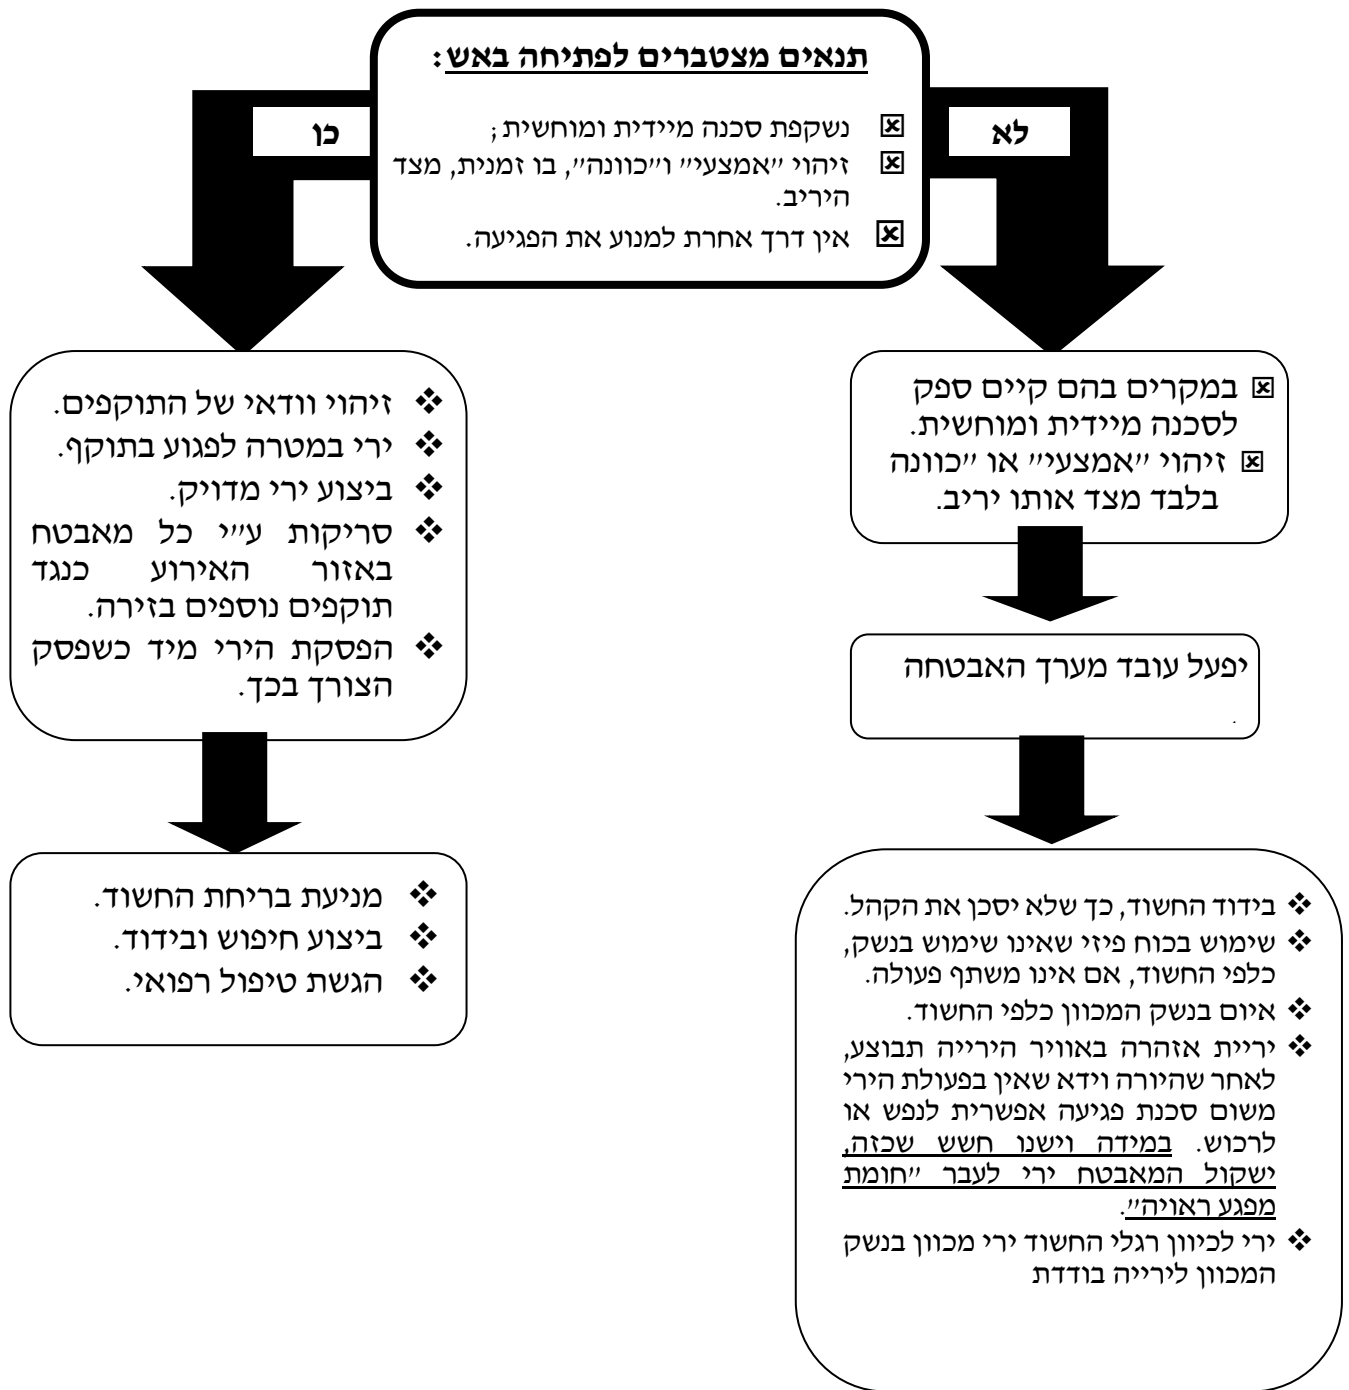 תנאים מצטברים לפתיחה באש:
נשקפת סכנה מיידית ומוחשית;
זיהוי "אמצעי" ו"כוונה", בו זמנית, מצד
היריב.
אין דרך אחרת למנוע את הפגיעה.
לא
כן
במקרים בהם קיים ספק
לסכנה מיידית ומוחשית.
זיהוי "אמצעי" או "כוונה
בלבד מצד אותו יריב.
יפעל עובד מערך האבטחה
.
בידוד החשוד, כך שלא יסכן את הקהל.
שימוש בכוח פיזי שאינו שימוש בנשק,
כלפי החשוד, אם אינו משתף פעולה.
איום בנשק המכוון כלפי החשוד.
יריית אזהרה באוויר הירייה תבוצע,
לאחר שהיורה וידא שאין בפעולת הירי
משום סכנת פגיעה אפשרית לנפש או
לרכוש. במידה וישנו חשש שכזה,
ישקול המאבטח ירי לעבר "חומת
מפגע ראויה".
ירי לכיוון רגלי החשוד ירי מכוון בנשק
המכוון לירייה בודדת
זיהוי וודאי של התוקפים.
ירי במטרה לפגוע בתוקף.
ביצוע ירי מדויק.
סריקות ע"י כל מאבטח
באזור האירוע כנגד
תוקפים נוספים בזירה.
הפסקת הירי מיד כשפסק
הצורך בכך.
מניעת בריחת החשוד.
ביצוע חיפוש ובידוד.
הגשת טיפול רפואי.